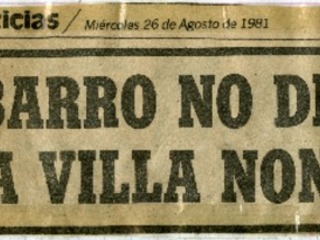 ticias / Miércoles 26 de Agosto de 1981
BARRO NO DE
A VILLA NON